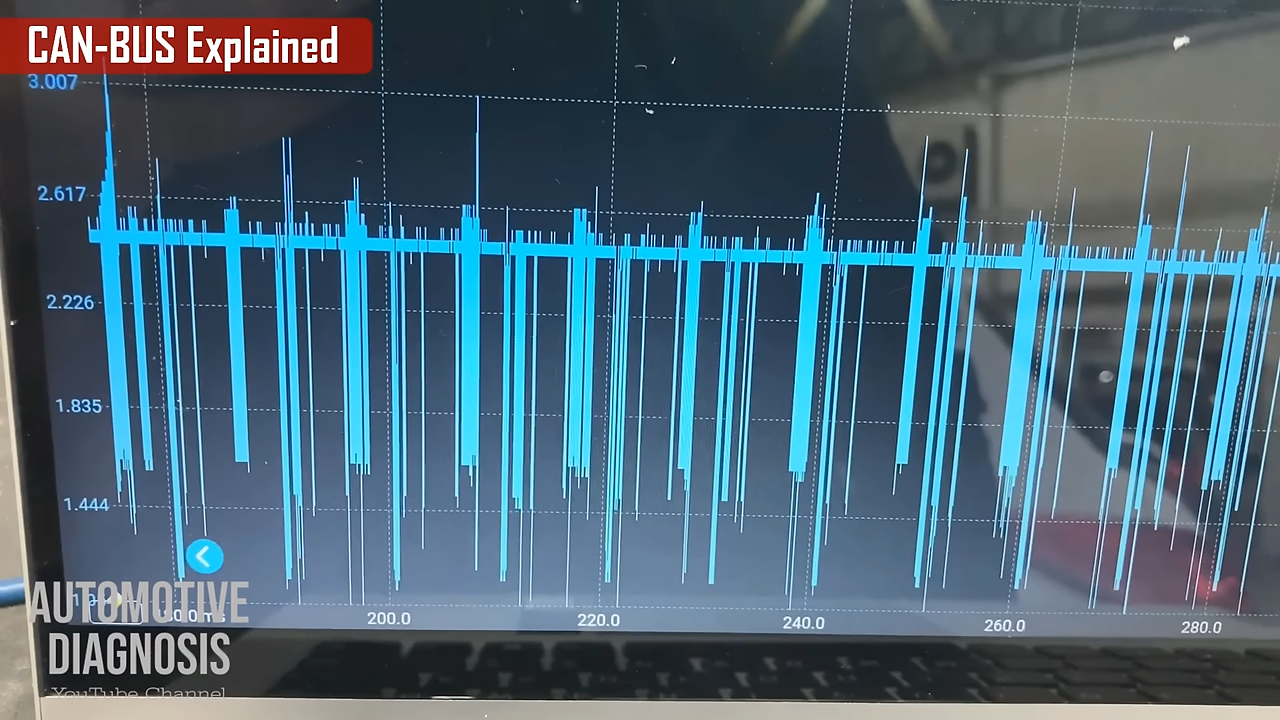 CAN-BUS Explained
3.007
2.617
2.226
1.835
1.444
200.0
220.0
240.0
260.0
280.0
AUTOMOTIVE
DIAGNOSIS
YouTube Channel